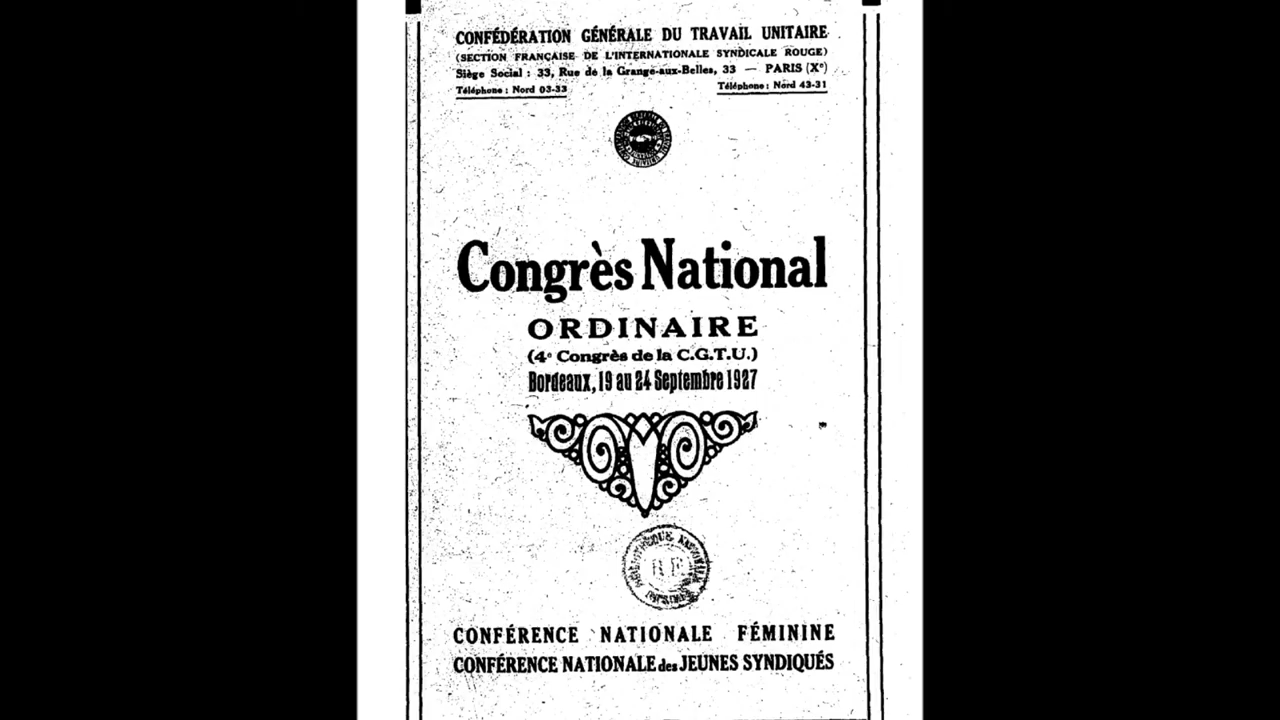 CONFÉDÉRATION GÉNÉRALE DU TRAVAIL UNITAIRE
(SECTION FRANÇAISE DE L'INTERNATIONALE SYNDICALE ROUGE)
Siège Social : 33, Rue de la Grange-aux-Belles, 33 — PARIS (Xe)
Téléphone : Nord 03-33 Téléphone : Nord 43-31
Congrès National
ORDINAIRE
(4e Congrès de la C.G.T.U.)
Bordeaux, 19 au 24 Septembre 1927
CONFÉRENCE NATIONALE FÉMININE
CONFÉRENCE NATIONALE des JEUNES SYNDIQUÉS